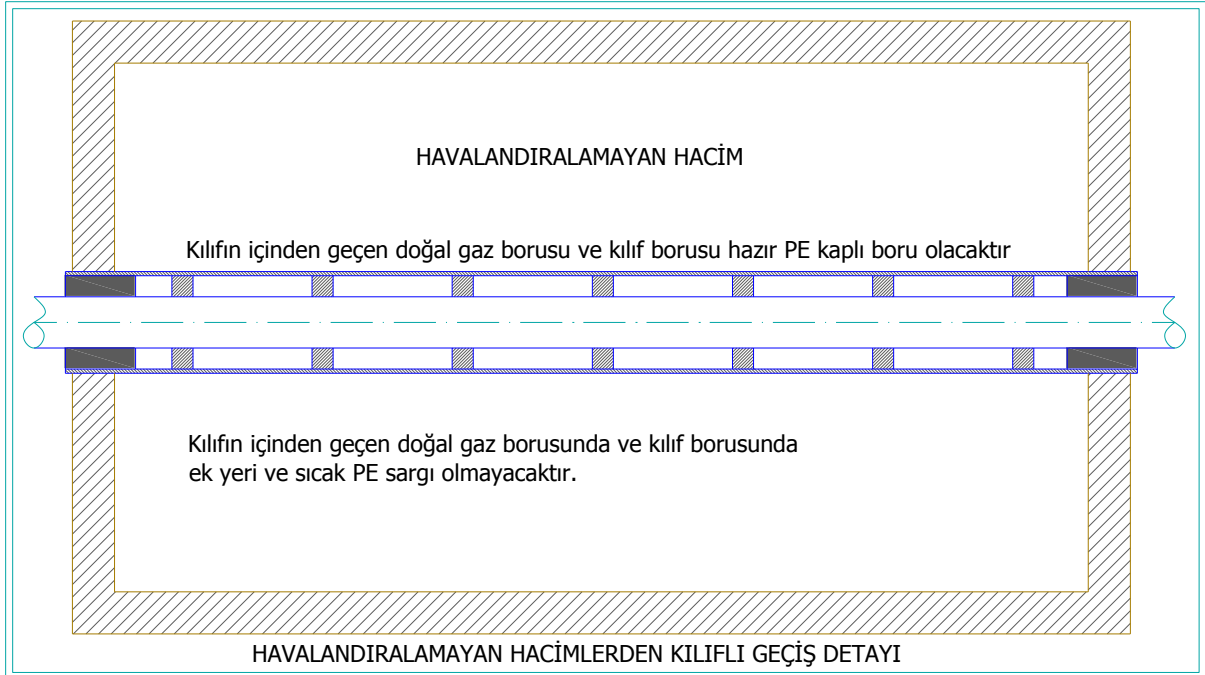 HAVALANDIRALAMAYAN HACİM
Kılıfın içinden geçen doğal gaz borusu ve kılıf borusu hazır PE kaplı boru olacaktır
Kılıfın içinden geçen doğal gaz borusunda ve kılıf borusunda
ek yeri ve sıcak PE sargı olmayacaktır.
HAVALANDIRALAMAYAN HACİMLERDEN KILIFLI GEÇİŞ DETAYI